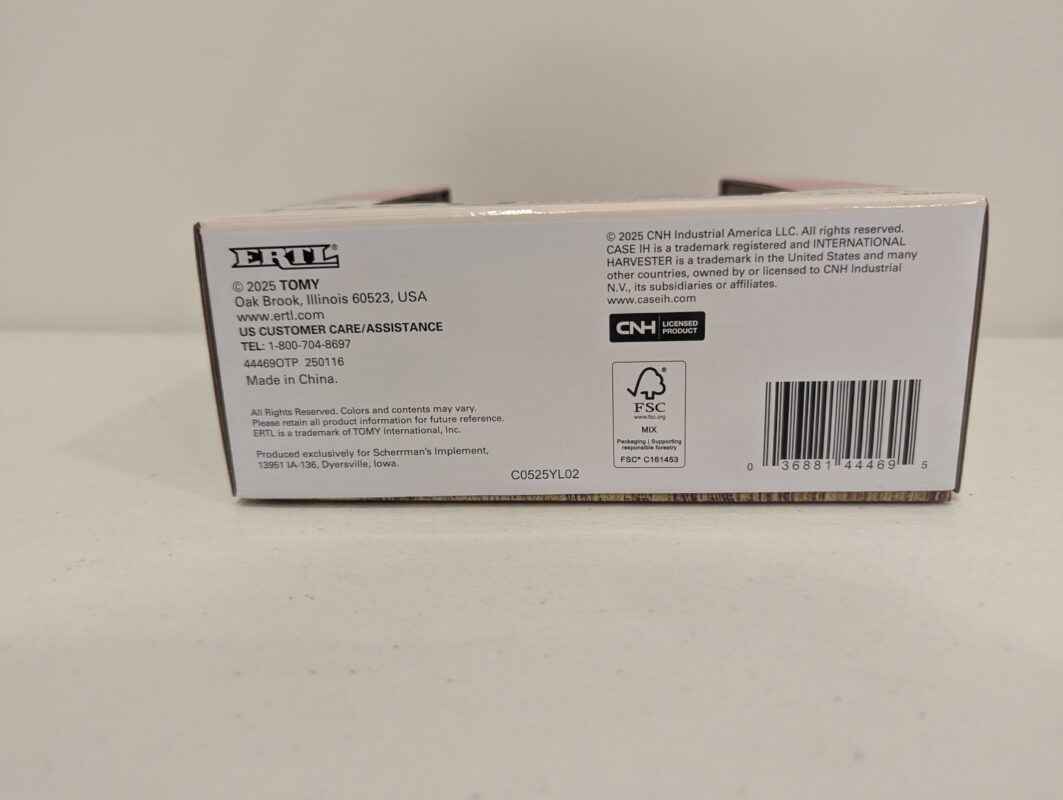 ERTL®
© 2025 TOMY
Oak Brook, Illinois 60523, USA
www.ertl.com
US CUSTOMER CARE/ASSISTANCE
TEL: 1-800-704-8697
44469OTP 250116
Made in China.
All Rights Reserved. Colors and contents may vary.
Please retain all product information for future reference.
ERTL is a trademark of TOMY International, Inc.
Produced exclusively for Scherrman's Implement,
13951 IA-136, Dyersville, Iowa.
C0525YL02
© 2025 CNH Industrial America LLC. All rights reserved.
CASE IH is a trademark registered and INTERNATIONAL
HARVESTER is a trademark in the United States and many
other countries, owned by or licensed to CNH Industrial
N.V., its subsidiaries or affiliates.
www.caseih.com
CNH LICENSED
PRODUCT
®
FSC
www.fsc.org
MIX
Packaging | Supporting
responsible forestry
FSC® C161453
0 36881 44469 5